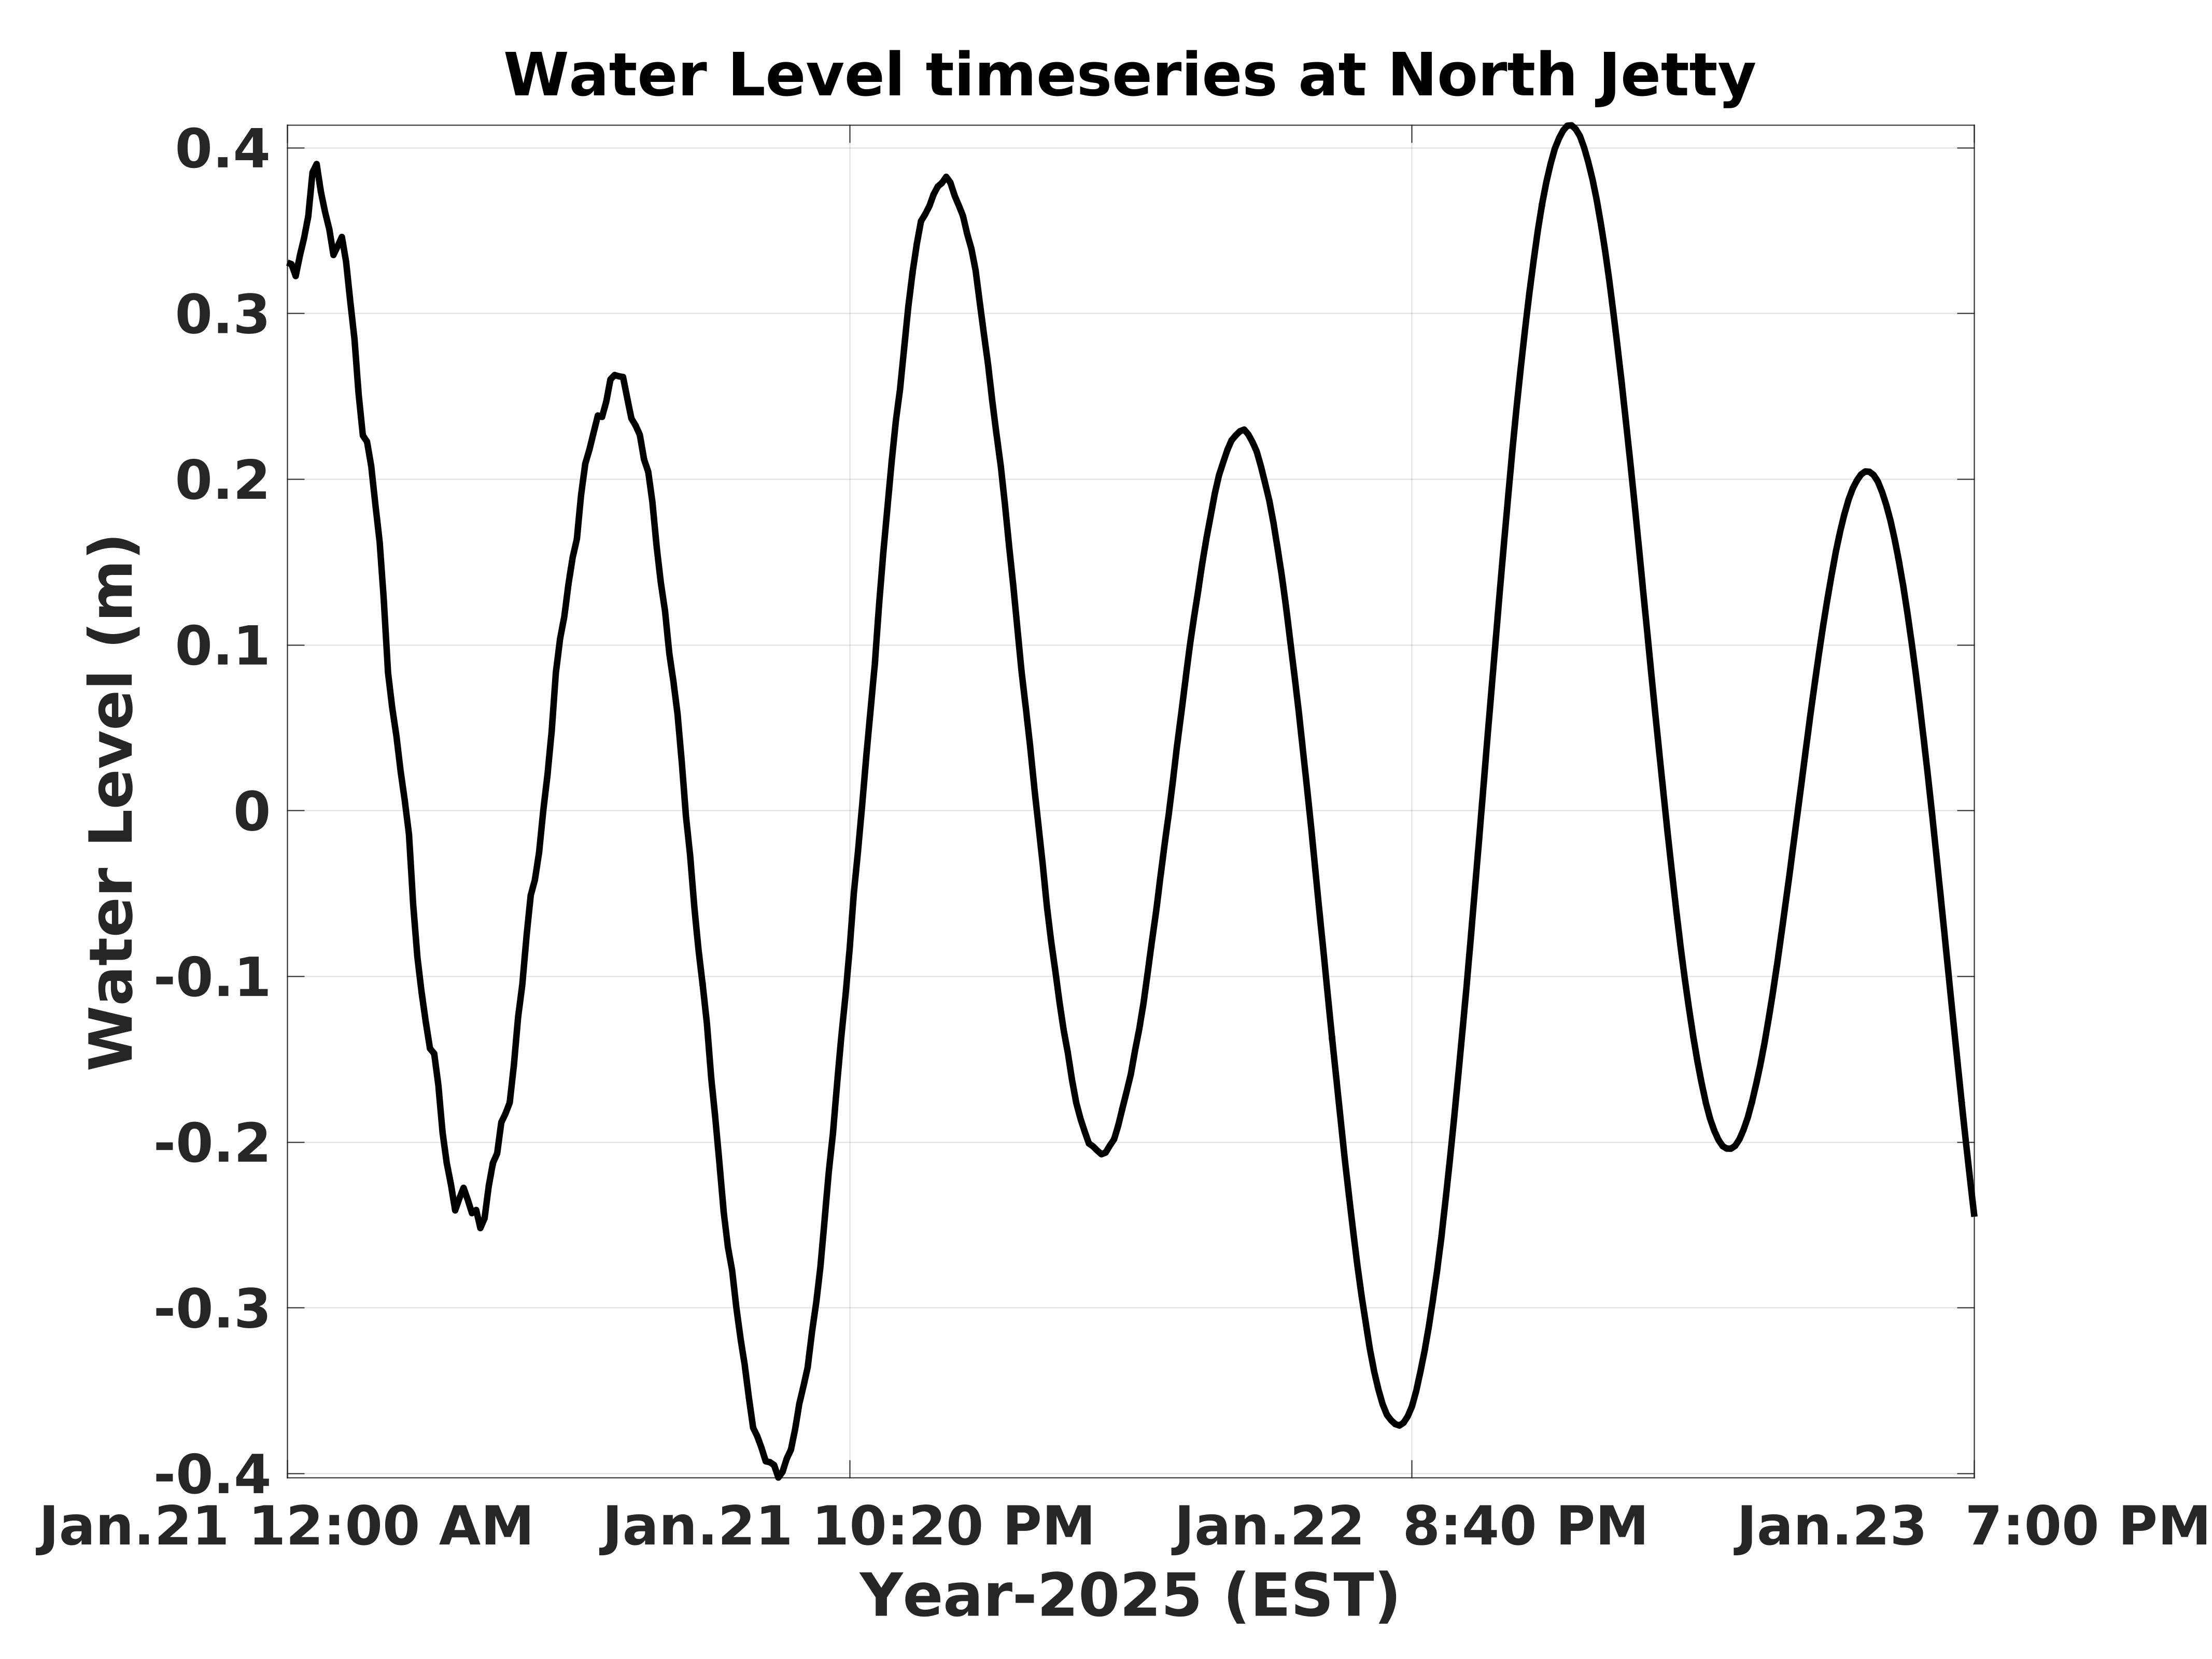 Water Level timeseries at North Jetty
0.4
0.3
0.2
0.1
0
-0.1
-0.2
-0.3
-0.4
Water Level (m)
Jan.21 12:00 AM Jan.21 10:20 PM Jan.22 8:40 PM Jan.23 7:00 PM
Year-2025 (EST)